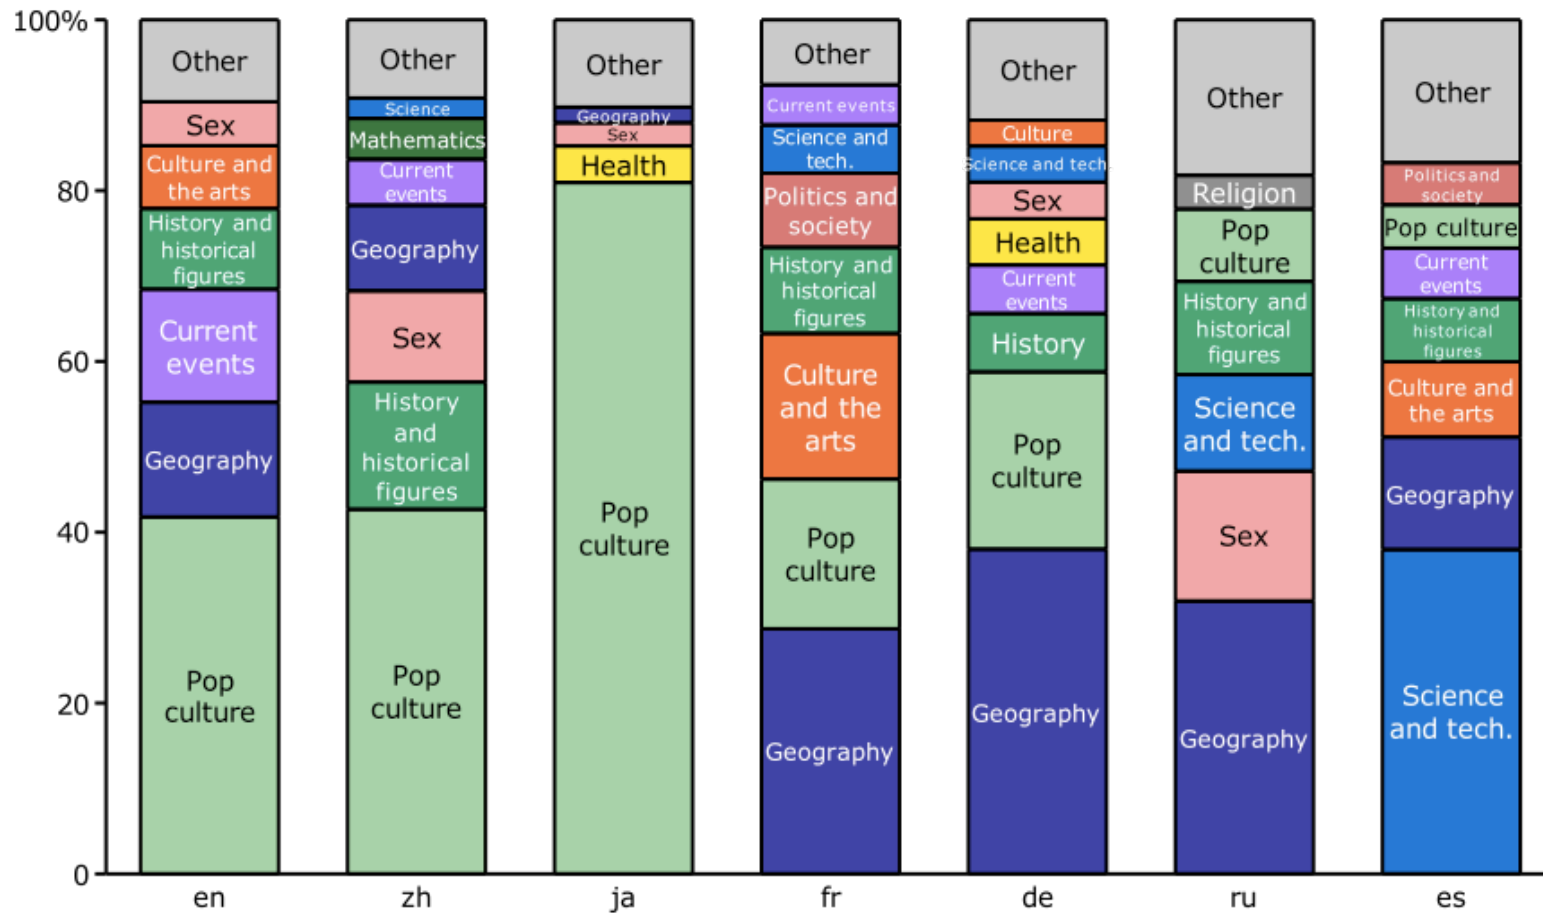 100%
80
60
40
20
0
Other
Sex
Culture and
the arts
History and
historical
figures
Current
events
Geography
Pop
culture
en
Other
Science
Mathematics
Current
events
Geography
Sex
History
and
historical
figures
Pop
culture
zh
Other
Geography
Sex
Health
Pop
culture
ja
Other
Current events
Science and
tech.
Politics and
society
History and
historical
figures
Culture
and the
arts
Pop
culture
Geography
fr
Other
Culture
Science and tech.
Sex
Health
Current
events
History
Pop
culture
Geography
de
Other
Religion
Pop
culture
History and
historical
figures
Science
and tech.
Sex
Geography
ru
Other
Politics and
society
Pop culture
Current
events
History and
historical
figures
Culture and
the arts
Geography
Science
and tech.
es